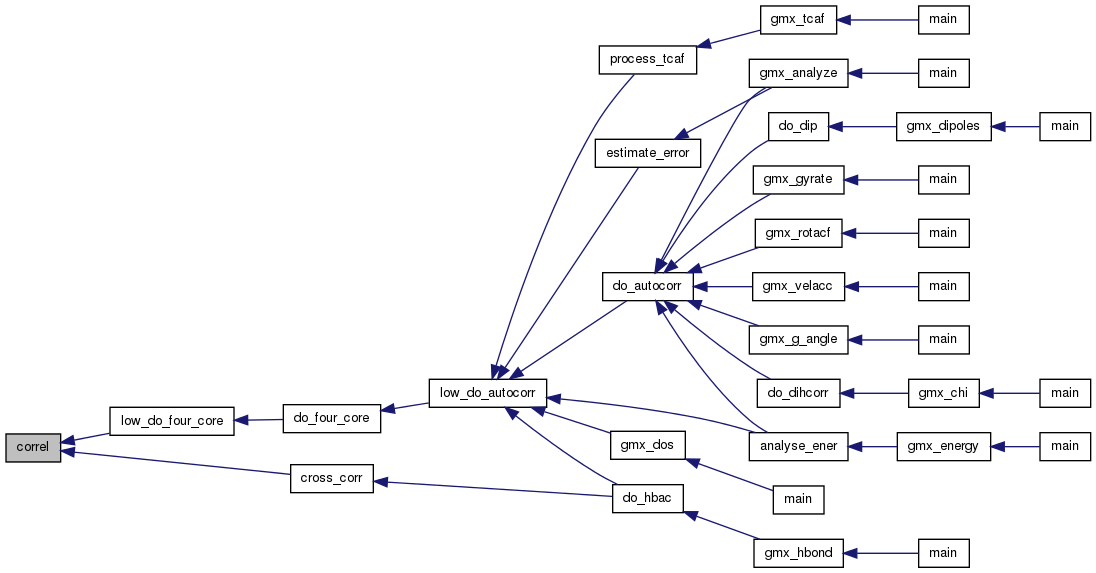 gmx_tcaf
main
process_tcaf
gmx_analyze
main
do_dip
gmx_dipoles
main
estimate_error
gmx_gyrate
main
gmx_rotacf
main
do_autocorr
gmx_velacc
main
gmx_g_angle
main
low_do_autocorr
do_dihcorr
gmx_chi
main
low_do_four_core
do_four_core
correl
gmx_dos
analyse_ener
gmx_energy
main
cross_corr
do_hbac
main
gmx_hbond
main